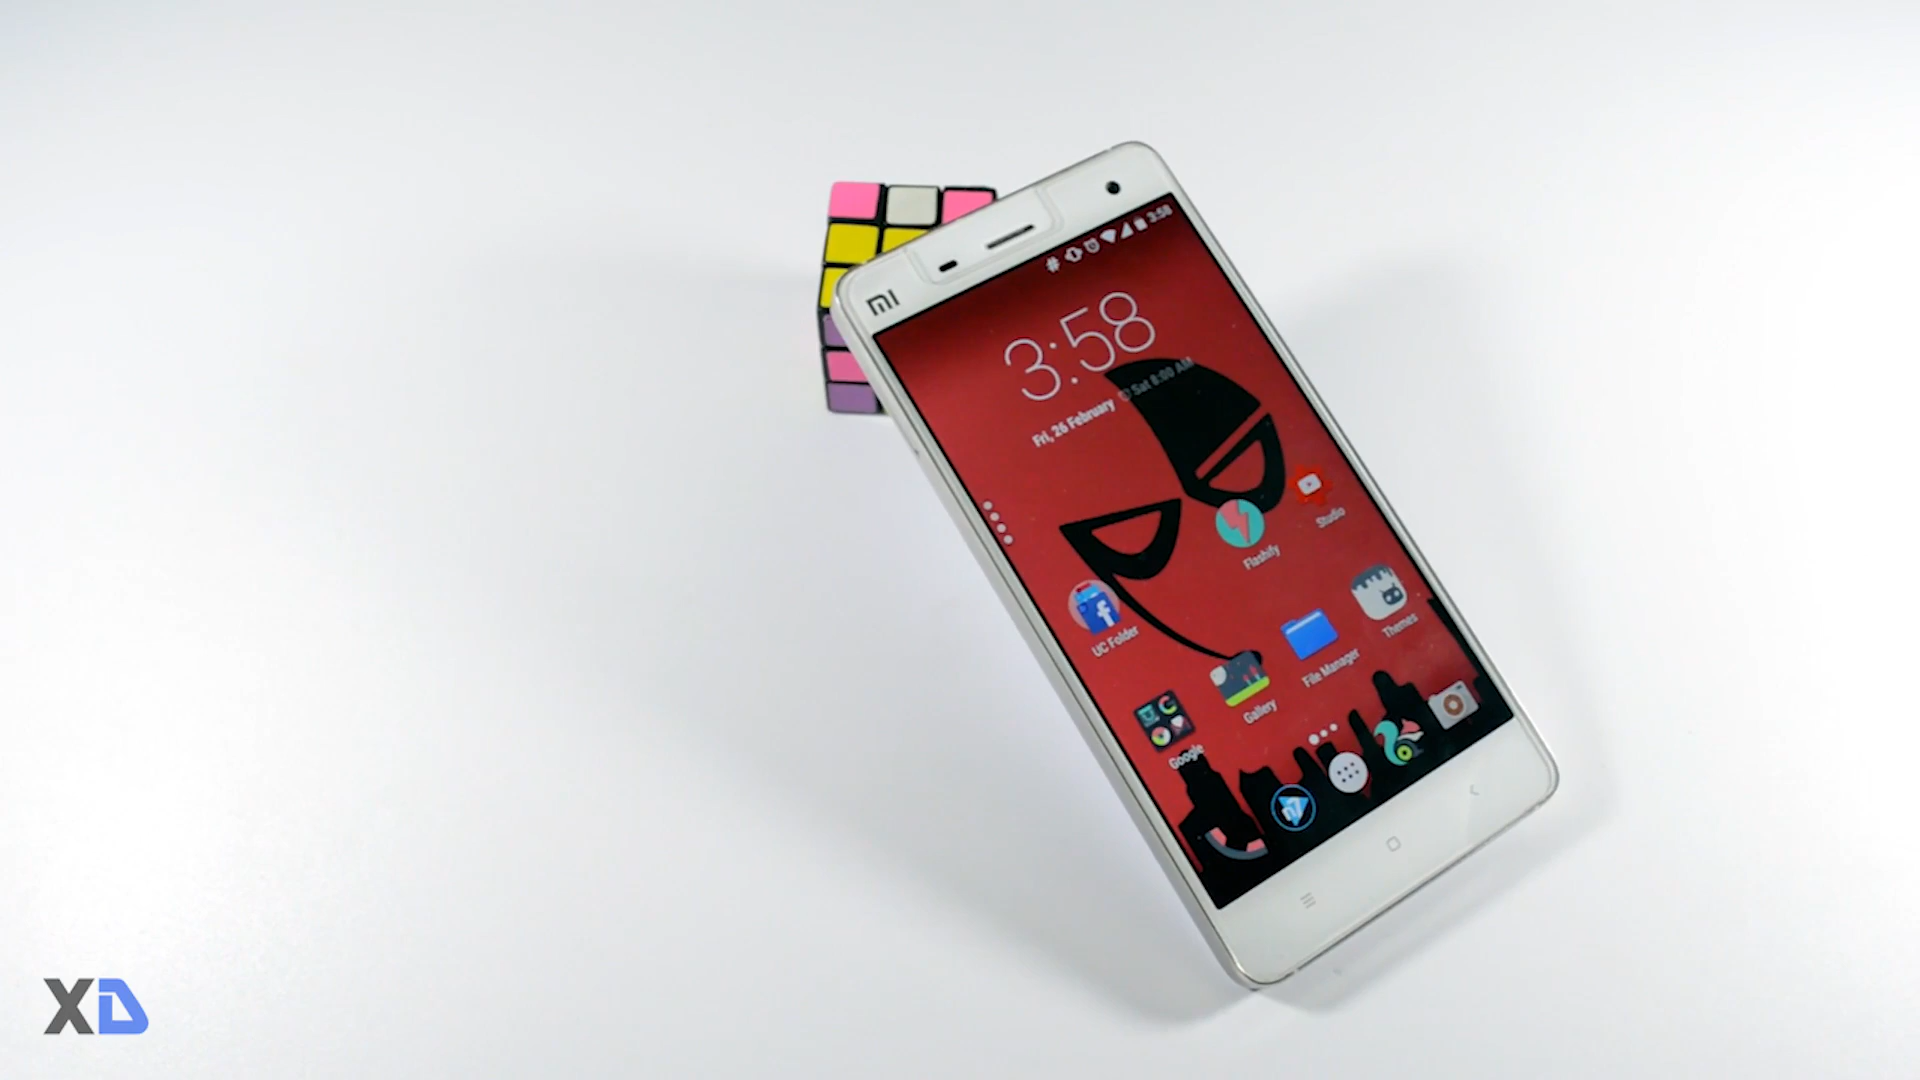 MI
3:58
3:58
Fri, 26 February
Sat 8:00 AM
Studio
Flashify
UC Folder
Themes
File Manager
Gallery
Google
XD